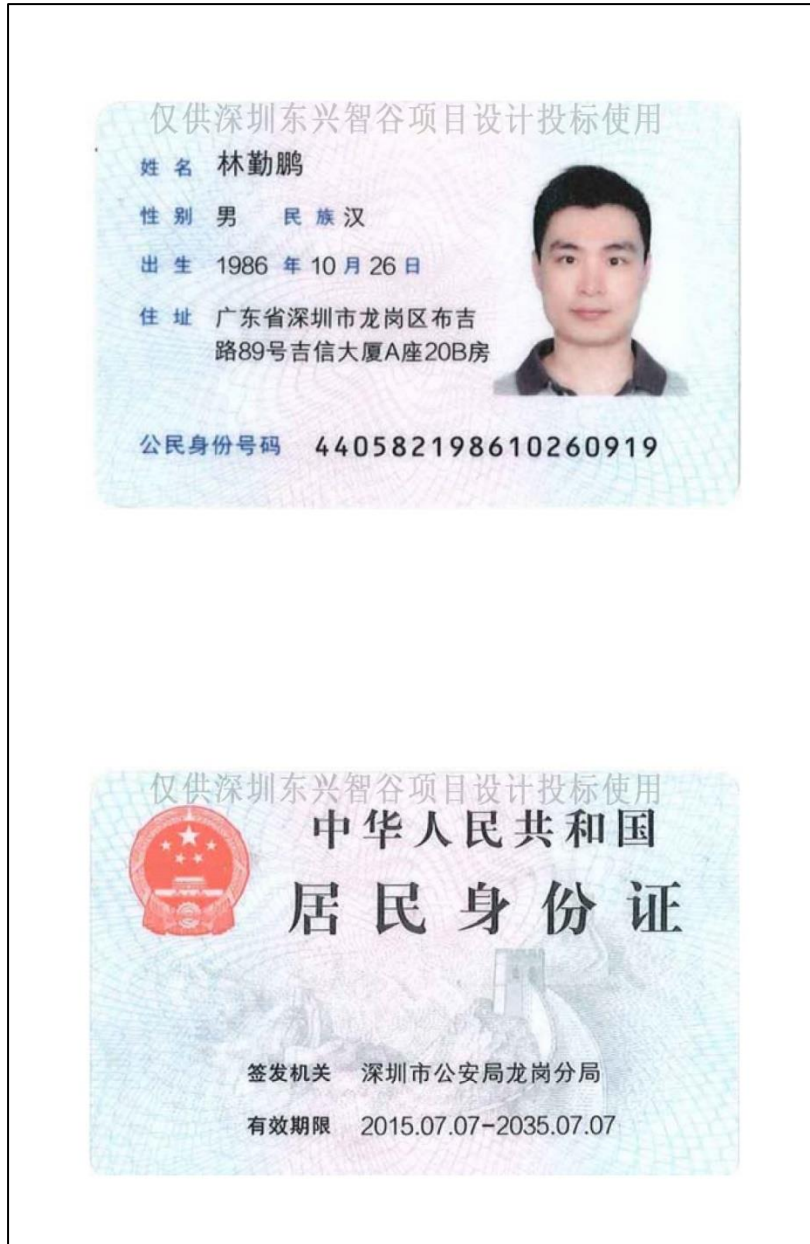 仅供深圳东兴智谷项目设计投标使用
姓名 林勤鹏
性别 男 民族 汉
出生 1986 年 10 月 26 日
住址 广东省深圳市龙岗区布吉
路89号吉信大厦A座20B房
公民身份号码 440582198610260919
仅供深圳东兴智谷项目设计投标使用
中华人民共和国
居民身份证
签发机关 深圳市公安局龙岗分局
有效期限 2015.07.07-2035.07.07